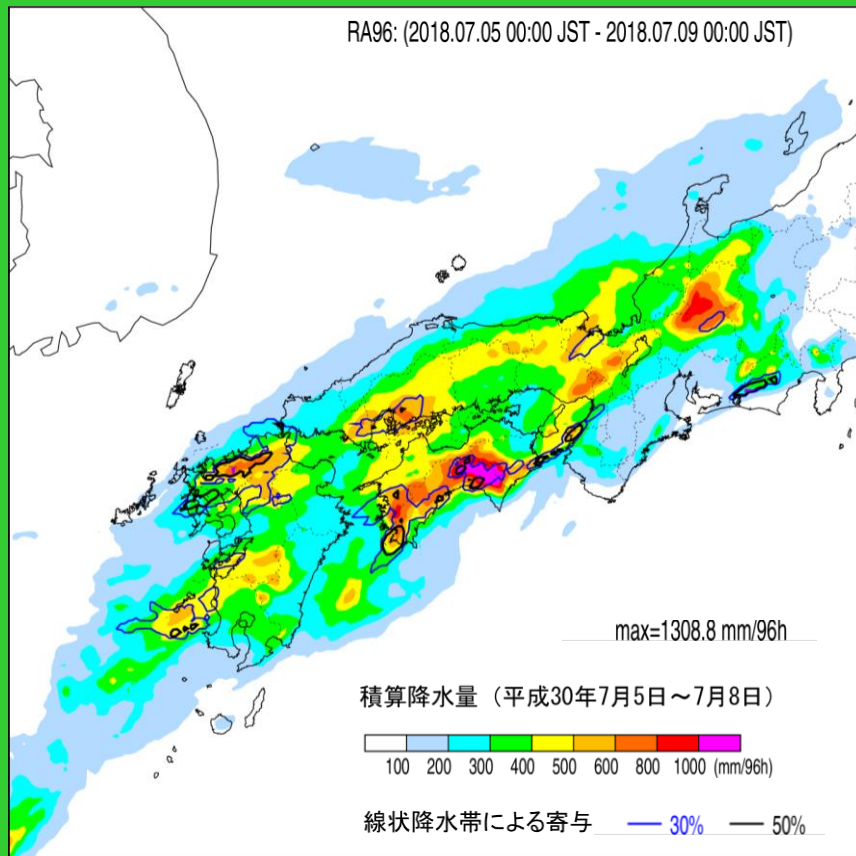 RA96: (2018.07.05 00:00 JST - 2018.07.09 00:00 JST)
max=1308.8 mm/96h
積算降水量（平成30年7月5日～7月8日）
100 200 300 400 500 600 800 1000 (mm/96h)
線状降水帯による寄与 30% 50%